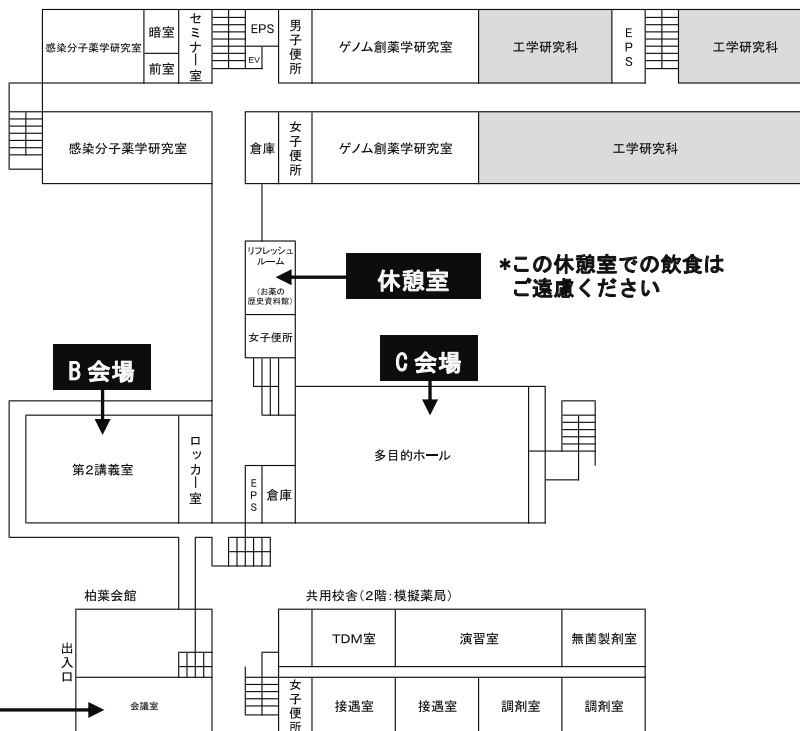 感染分子薬学研究室
暗室
前室
セミナー室
EPS
EV
男子便所
ゲノム創薬学研究室
工学研究科
EPS
工学研究科
感染分子薬学研究室
倉庫
女子便所
ゲノム創薬学研究室
工学研究科
リフレッシュ
ルーム
(お薬の
歴史資料館)
休憩室
*この休憩室での飲食は
ご遠慮ください
女子便所
B 会場
C 会場
第2講義室
ロッカー室
EPS
倉庫
多目的ホール
柏葉会館
共用校舎(2階:模擬薬局)
出入口
TDM室
演習室
無菌製剤室
会議室
女子便所
接遇室
接遇室
調剤室
調剤室